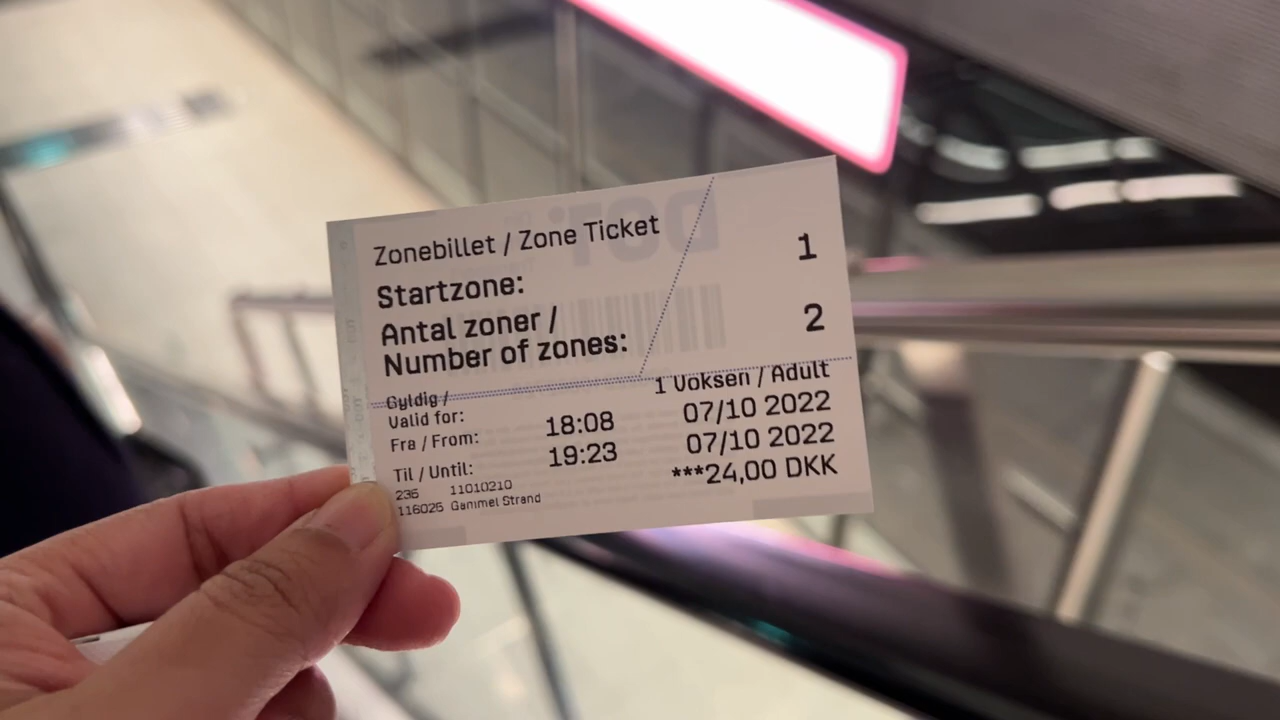 Zonebillet / Zone Ticket
Startzone: 1
Antal zoner /
Number of zones: 2
Gyldig / 1 Voksen / Adult
Valid for:
Fra / From: 18:08 07/10 2022
Til / Until: 19:23 07/10 2022
***24,00 DKK
236 11010210
116025 Gammel Strand